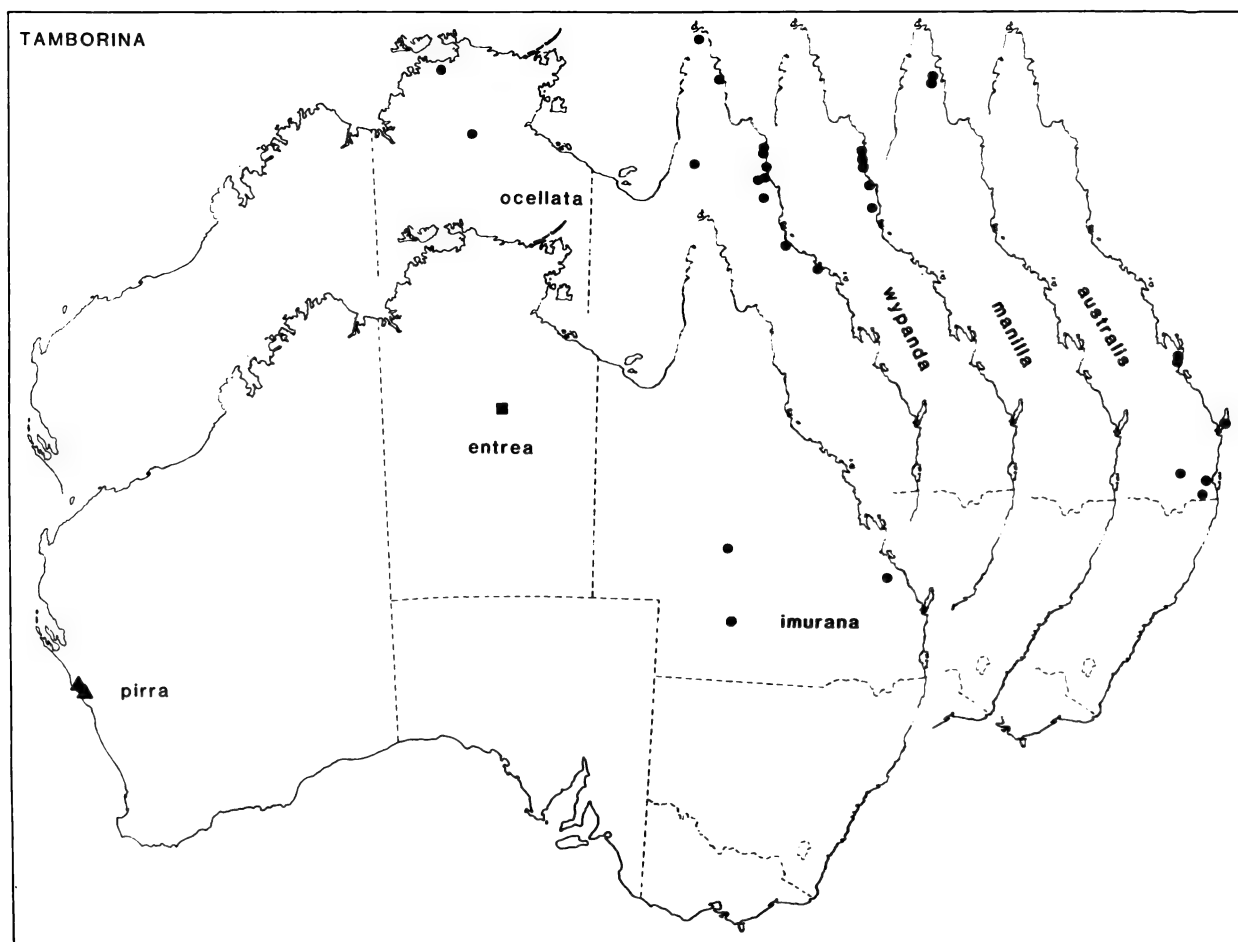 TAMBORINA
ocellata
wypanda
manilla
australis
entrea
imurana
pirra